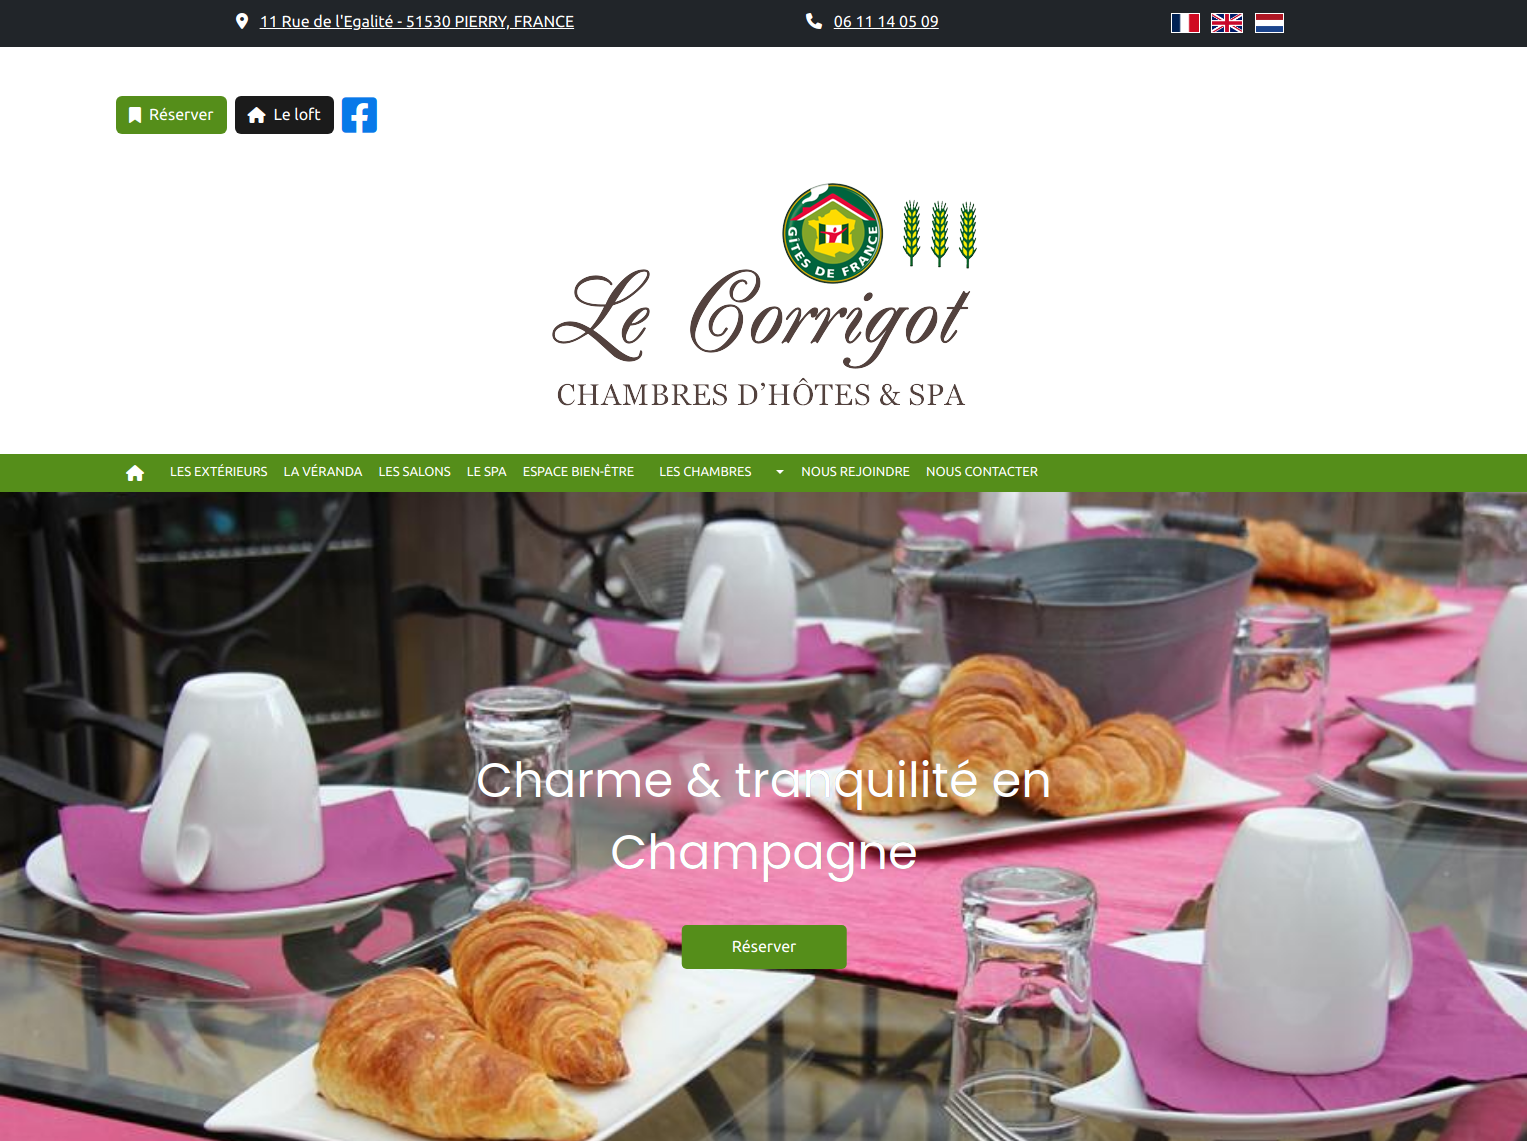 11 Rue de l'Egalité - 51530 PIERRY, FRANCE
06 11 14 05 09
Réserver
Le loft
GÎTES DE FRANCE
Le Corrigot
CHAMBRES D'HÔTES & SPA
LES EXTÉRIEURS
LA VÉRANDA
LES SALONS
LE SPA
ESPACE BIEN-ÊTRE
LES CHAMBRES
NOUS REJOINDRE
NOUS CONTACTER
Charme & tranquilité en
Champagne
Réserver